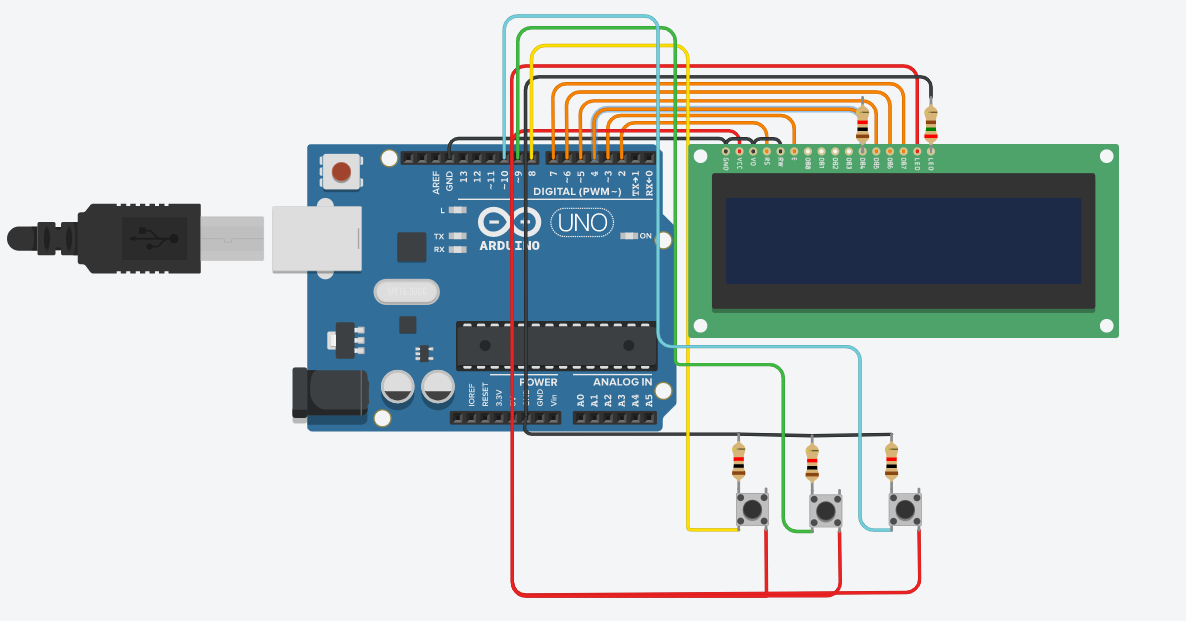 AREF
GND
13
12
~11
~10
~9
8
7
~6
~5
4
~3
2
TX→1
RX←0
DIGITAL (PWM~)
L
TX
RX
ARDUINO
UNO
ON
POWER
ANALOG IN
IOREF
RESET
3.3V
GND
Vin
A0
A1
A2
A3
A4
A5
GND
VCC
VO
RS
RW
E
DB0
DB1
DB2
DB3
DB4
DB5
DB6
DB7
LED
LED